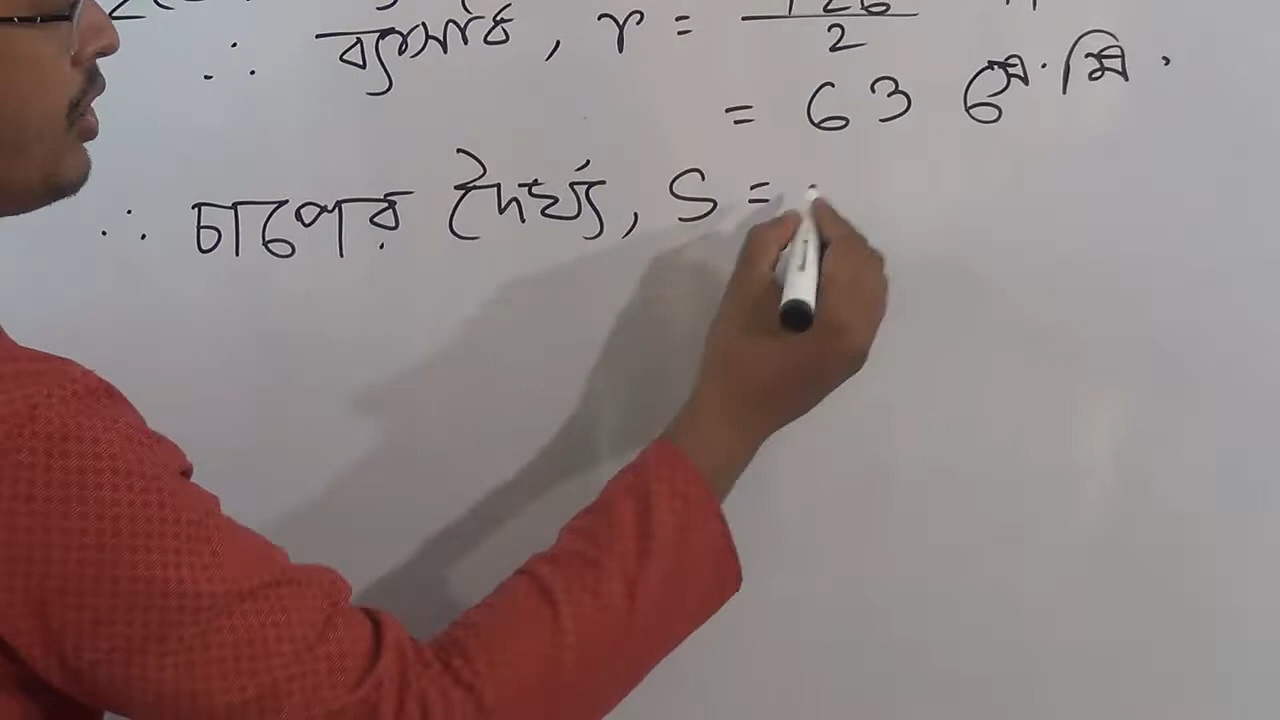 ∴ ব্যাসার্ধ, r = 126/2
= 63 সে.মি.
∴ চাপের দৈর্ঘ্য, S =